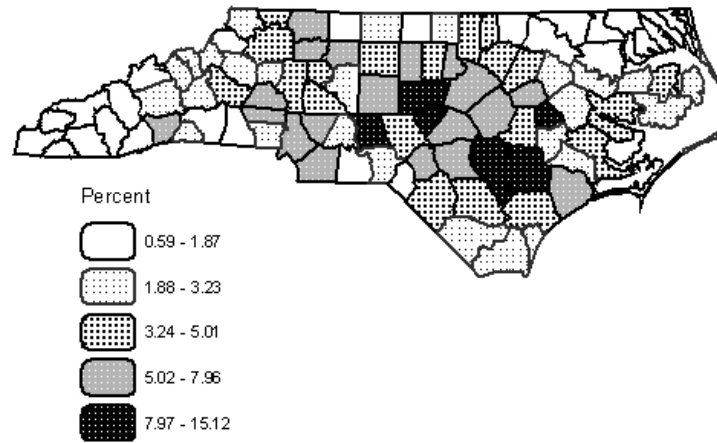 Percent
0.59 - 1.87
1.88 - 3.23
3.24 - 5.01
5.02 - 7.96
7.97 - 15.12